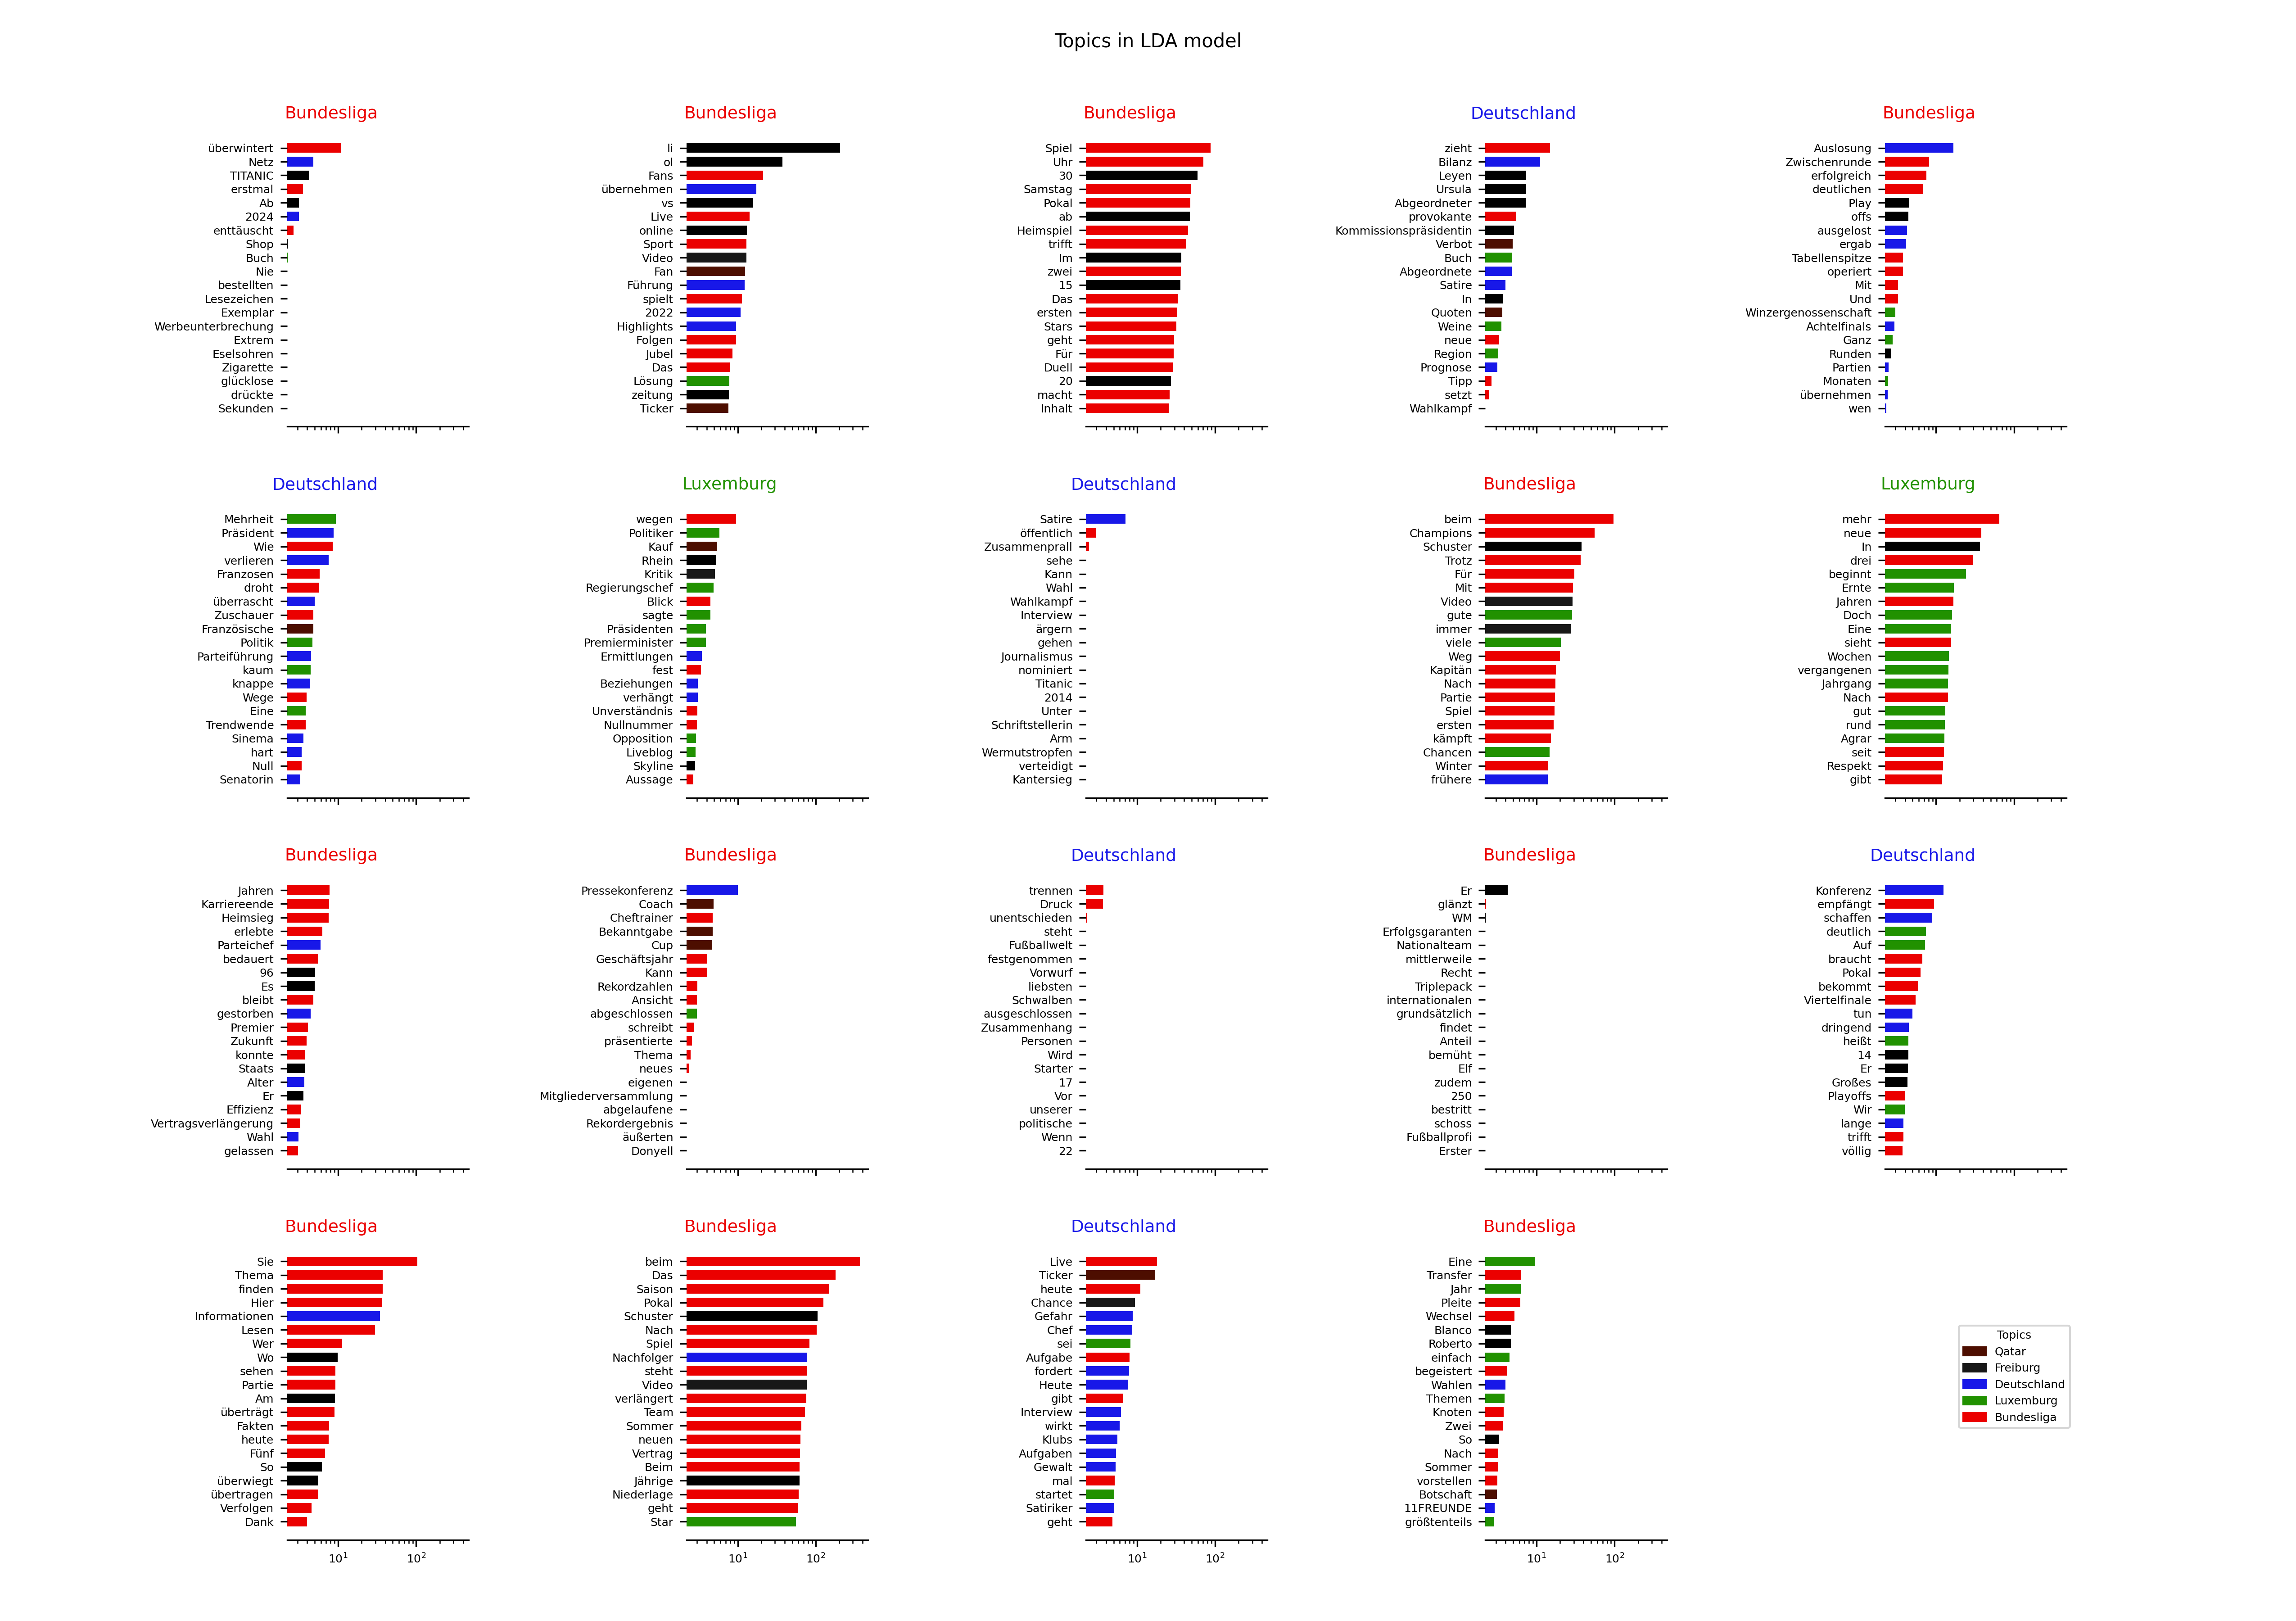 Topics in LDA model
Bundesliga
überwintert
Netz
TITANIC
erstmal
Ab
2024
enttäuscht
Shop
Buch
Nie
bestellten
Lesezeichen
Exemplar
Werbeunterbrechung
Extrem
Eselsohren
Zigarette
glücklose
drückte
Sekunden
Bundesliga
li
ol
Fans
übernehmen
vs
Live
online
Sport
Video
Fan
Führung
spielt
2022
Highlights
Folgen
Jubel
Das
Lösung
zeitung
Ticker
Bundesliga
Spiel
Uhr
30
Samstag
Pokal
ab
Heimspiel
trifft
Im
zwei
15
Das
ersten
Stars
geht
Für
Duell
20
macht
Inhalt
Deutschland
zieht
Bilanz
Leyen
Ursula
Abgeordneter
provokante
Kommissionspräsidentin
Verbot
Buch
Abgeordnete
Satire
In
Quoten
Weine
neue
Region
Prognose
Tipp
setzt
Wahlkampf
Bundesliga
Auslosung
Zwischenrunde
erfolgreich
deutlichen
Play
offs
ausgelost
ergab
Tabellenspitze
operiert
Mit
Und
Winzergenossenschaft
Achtelfinals
Ganz
Runden
Partien
Monaten
übernehmen
wen
Deutschland
Mehrheit
Präsident
Wie
verlieren
Franzosen
droht
überrascht
Zuschauer
Französische
Politik
Parteiführung
kaum
knappe
Wege
Eine
Trendwende
Sinema
hart
Null
Senatorin
Luxemburg
wegen
Politiker
Kauf
Rhein
Kritik
Regierungschef
Blick
sagte
Präsidenten
Premierminister
Ermittlungen
fest
Beziehungen
verhängt
Unverständnis
Nullnummer
Opposition
Liveblog
Skyline
Aussage
Deutschland
Satire
öffentlich
Zusammenprall
sehe
Kann
Wahl
Wahlkampf
Interview
ärgern
gehen
Journalismus
nominiert
Titanic
2014
Unter
Schriftstellerin
Arm
Wermutstropfen
verteidigt
Kantersieg
Bundesliga
beim
Champions
Schuster
Trotz
Für
Mit
Video
gute
immer
viele
Weg
Kapitän
Nach
Partie
Spiel
ersten
kämpft
Chancen
Winter
frühere
Luxemburg
mehr
neue
In
drei
beginnt
Ernte
Jahren
Doch
Eine
sieht
Wochen
vergangenen
Jahrgang
Nach
gut
rund
Agrar
seit
Respekt
gibt
Bundesliga
Jahren
Karriereende
Heimsieg
erlebte
Parteichef
bedauert
96
Es
bleibt
gestorben
Premier
Zukunft
konnte
Staats
Alter
Er
Effizienz
Vertragsverlängerung
Wahl
gelassen
Bundesliga
Pressekonferenz
Coach
Cheftrainer
Bekanntgabe
Cup
Geschäftsjahr
Kann
Rekordzahlen
Ansicht
abgeschlossen
schreibt
präsentierte
Thema
neues
eigenen
Mitgliederversammlung
abgelaufene
Rekordergebnis
äußerten
Donyell
Deutschland
trennen
Druck
unentschieden
steht
Fußballwelt
festgenommen
Vorwurf
liebsten
Schwalben
ausgeschlossen
Zusammenhang
Personen
Wird
Starter
17
Vor
unserer
politische
Wenn
22
Bundesliga
Er
glänzt
WM
Erfolgsgaranten
Nationalteam
mittlerweile
Recht
Triplepack
internationalen
grundsätzlich
findet
Anteil
bemüht
Elf
zudem
250
bestritt
schoss
Fußballprofi
Erster
Deutschland
Konferenz
empfängt
schaffen
deutlich
Auf
braucht
Pokal
bekommt
Viertelfinale
tun
dringend
heißt
14
Er
Großes
Playoffs
Wir
lange
trifft
völlig
Bundesliga
Sie
Thema
finden
Hier
Informationen
Lesen
Wer
Wo
sehen
Partie
Am
überträgt
Fakten
heute
Fünf
So
überwiegt
übertragen
Verfolgen
Dank
10¹ 10²
Bundesliga
beim
Das
Saison
Pokal
Schuster
Nach
Spiel
Nachfolger
steht
Video
verlängert
Team
Sommer
neuen
Vertrag
Beim
Jährige
Niederlage
geht
Star
10¹ 10²
Deutschland
Live
Ticker
heute
Chance
Gefahr
Chef
sei
Aufgabe
fordert
Heute
gibt
Interview
wirkt
Klubs
Aufgaben
Gewalt
mal
startet
Satiriker
geht
10¹ 10²
Bundesliga
Eine
Transfer
Jahr
Pleite
Wechsel
Blanco
Roberto
einfach
begeistert
Wahlen
Themen
Knoten
Zwei
So
Nach
Sommer
vorstellen
Botschaft
11FREUNDE
größtenteils
10¹ 10²
Topics
Qatar
Freiburg
Deutschland
Luxemburg
Bundesliga